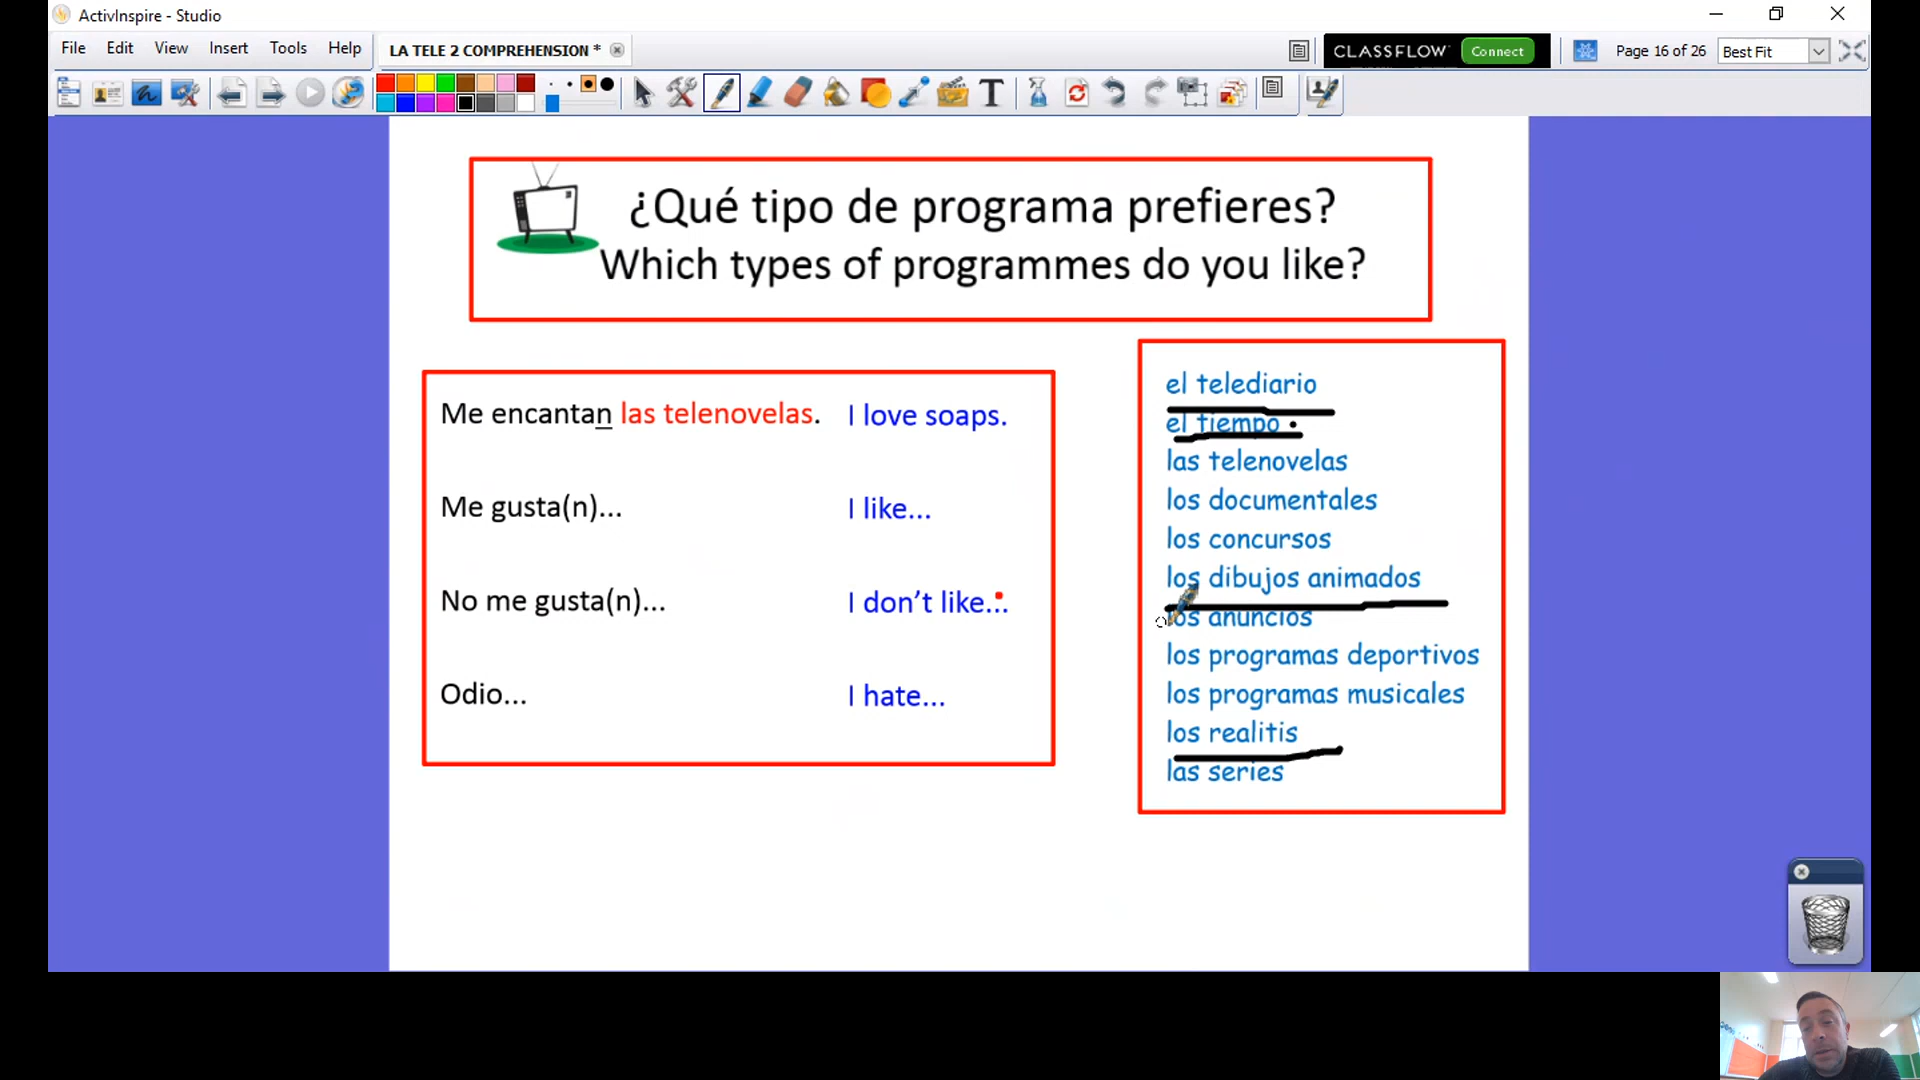 ActivInspire - Studio
File Edit View Insert Tools Help
LA TELE 2 COMPREHENSION *
CLASSFLOW Connect
Page 16 of 26
Best Fit
¿Qué tipo de programa prefieres?
Which types of programmes do you like?
Me encantan las telenovelas. I love soaps.
Me gusta(n)... I like...
No me gusta(n)... I don't like...
Odio... I hate...
el telediario
el tiempo
las telenovelas
los documentales
los concursos
los dibujos animados
los anuncios
los programas deportivos
los programas musicales
los realitis
las series